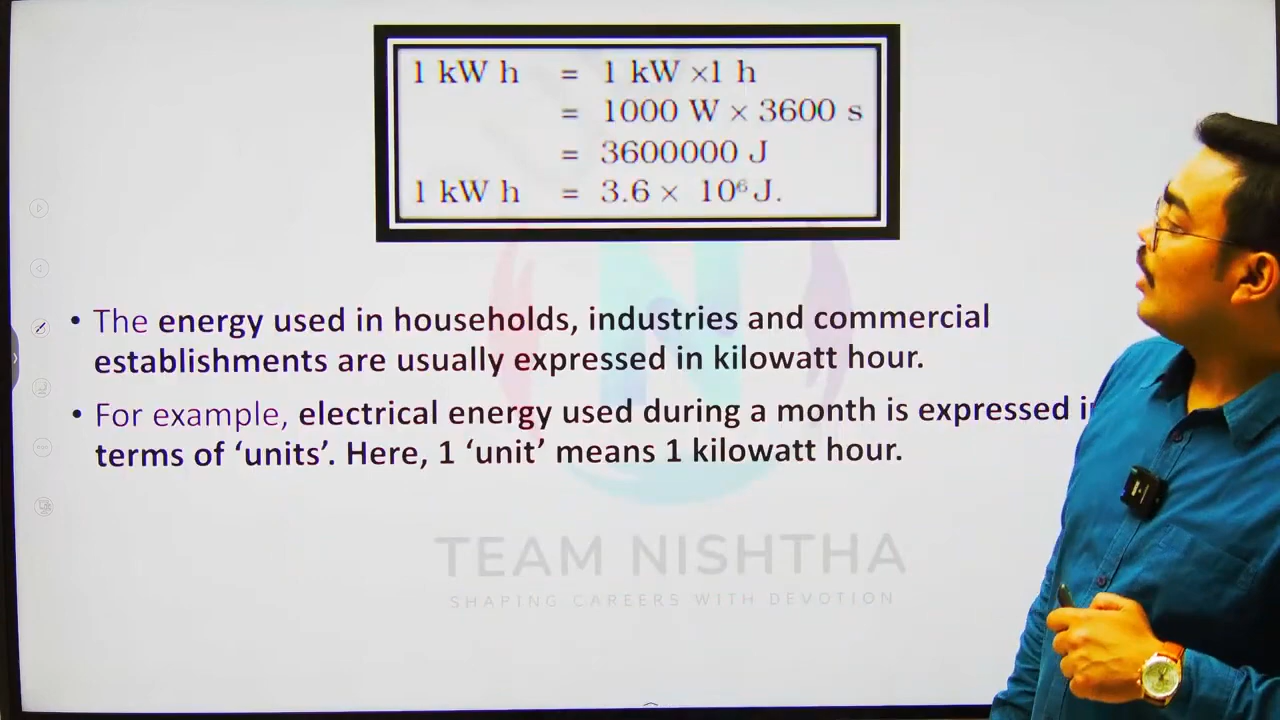 1 kW h = 1 kW ×1 h
= 1000 W × 3600 s
= 3600000 J
1 kW h = 3.6 × 10⁶ J.
• The energy used in households, industries and commercial
establishments are usually expressed in kilowatt hour.
• For example, electrical energy used during a month is expressed
terms of ‘units’. Here, 1 ‘unit’ means 1 kilowatt hour.
TEAM NISHTHA
SHAPING CAREERS WITH DEVOTION